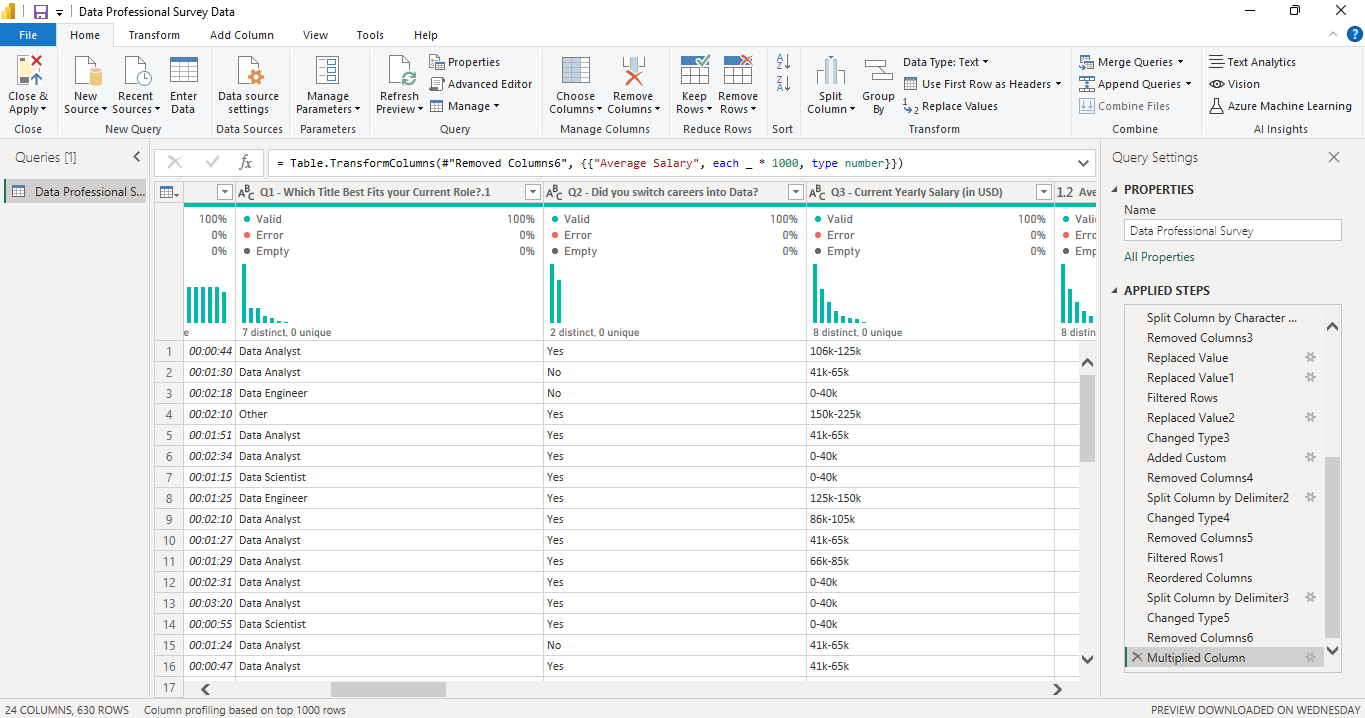 Data Professional Survey Data
File Home Transform Add Column View Tools Help
Close & Apply
New Source
Recent Sources
Enter Data
Data source settings
Manage Parameters
Refresh Preview
Properties
Advanced Editor
Manage
Choose Columns
Remove Columns
Keep Rows
Remove Rows
Split Column
Group By
Data Type: Text
Use First Row as Headers
Replace Values
Merge Queries
Append Queries
Combine Files
Text Analytics
Vision
Azure Machine Learning
Close New Query Data Sources Parameters Query Manage Columns Reduce Rows Sort Transform Combine AI Insights
Queries [1]
Data Professional S...
fx = Table.TransformColumns(#"Removed Columns6", {{"Average Salary", each _ * 1000, type number}})
ABC Q1 - Which Title Best Fits your Current Role?.1 ABC Q2 - Did you switch careers into Data? ABC Q3 - Current Yearly Salary (in USD) 1.2 Ave
100% Valid 100% Valid 100% Valid 100% Vali
0% Error 0% Error 0% Error 0% Erro
0% Empty 0% Empty 0% Empty 0% Emp
e 7 distinct, 0 unique 2 distinct, 0 unique 8 distinct, 0 unique 8 distin
1 00:00:44 Data Analyst Yes 106k-125k
2 00:01:30 Data Analyst No 41k-65k
3 00:02:18 Data Engineer No 0-40k
4 00:02:10 Other Yes 150k-225k
5 00:01:51 Data Analyst Yes 41k-65k
6 00:02:34 Data Analyst Yes 0-40k
7 00:01:15 Data Scientist Yes 0-40k
8 00:01:25 Data Engineer Yes 125k-150k
9 00:02:10 Data Analyst Yes 86k-105k
10 00:01:27 Data Analyst Yes 41k-65k
11 00:01:29 Data Analyst Yes 66k-85k
12 00:02:31 Data Analyst Yes 0-40k
13 00:03:20 Data Analyst Yes 0-40k
14 00:00:55 Data Scientist Yes 0-40k
15 00:01:24 Data Analyst No 41k-65k
16 00:00:47 Data Analyst Yes 41k-65k
17
Query Settings
PROPERTIES
Name
Data Professional Survey
All Properties
APPLIED STEPS
Split Column by Character ...
Removed Columns3
Replaced Value
Replaced Value1
Filtered Rows
Replaced Value2
Changed Type3
Added Custom
Removed Columns4
Split Column by Delimiter2
Changed Type4
Removed Columns5
Filtered Rows1
Reordered Columns
Split Column by Delimiter3
Changed Type5
Removed Columns6
Multiplied Column
24 COLUMNS, 630 ROWS Column profiling based on top 1000 rows PREVIEW DOWNLOADED ON WEDNESDAY